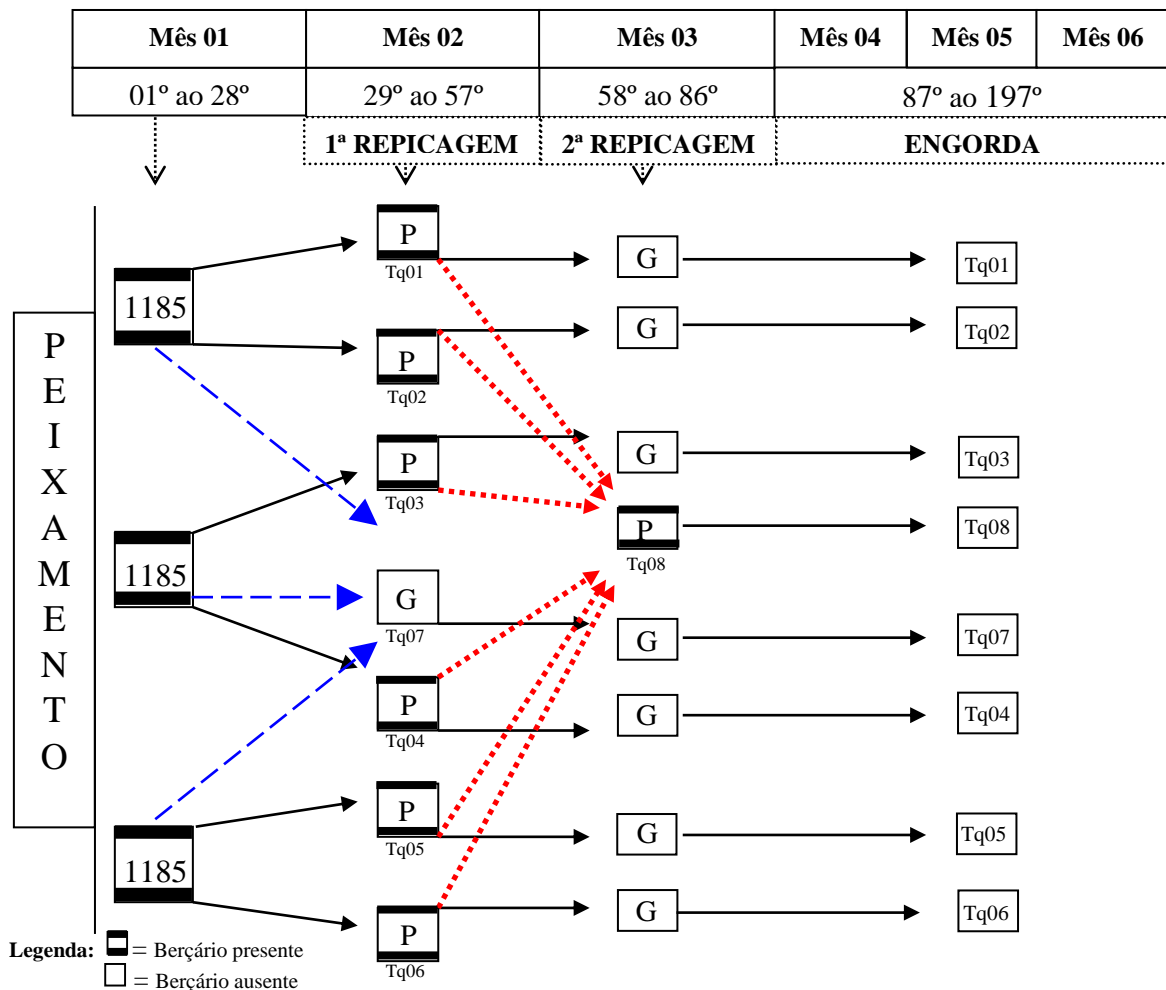 Mês 01 Mês 02 Mês 03 Mês 04 Mês 05 Mês 06
01º ao 28º 29º ao 57º 58º ao 86º 87º ao 197º
1ª REPICAGEM 2ª REPICAGEM ENGORDA
PEIXAMENTO
1185
1185
1185
P
Tq01
P
Tq02
P
Tq03
G
Tq07
P
Tq04
P
Tq05
P
Tq06
G
G
G
P
Tq08
G
G
G
G
Tq01
Tq02
Tq03
Tq08
Tq07
Tq04
Tq05
Tq06
Legenda: = Berçário presente
= Berçário ausente